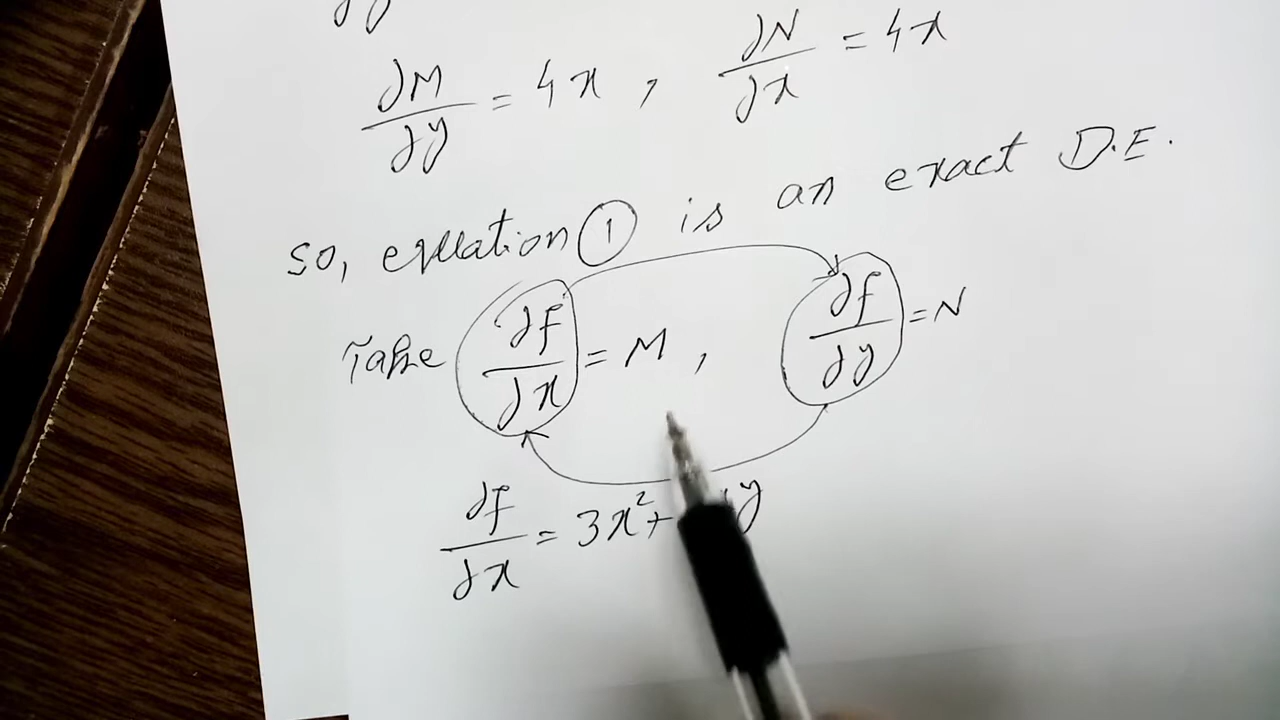 ∂M/∂y = 4x , ∂N/∂x = 4x
so, equation ① is an exact D.E.
Take ∂f/∂x = M , ∂f/∂y = N
∂f/∂x = 3x² + y